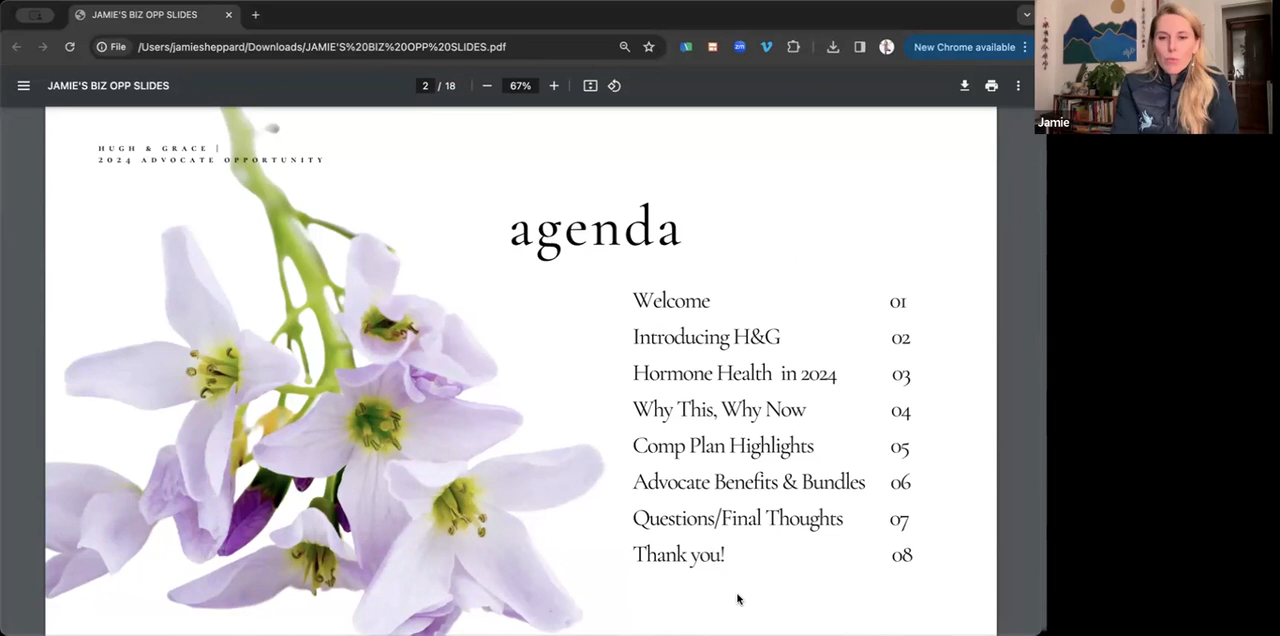 JAMIE'S BIZ OPP SLIDES
File /Users/jamiesheppard/Downloads/JAMIE'S%20BIZ%20OPP%20SLIDES.pdf
zm
New Chrome available
JAMIE'S BIZ OPP SLIDES
2 / 18
67%
Jamie
HUGH & GRACE |
2024 ADVOCATE OPPORTUNITY
agenda
Welcome 01
Introducing H&G 02
Hormone Health in 2024 03
Why This, Why Now 04
Comp Plan Highlights 05
Advocate Benefits & Bundles 06
Questions/Final Thoughts 07
Thank you! 08